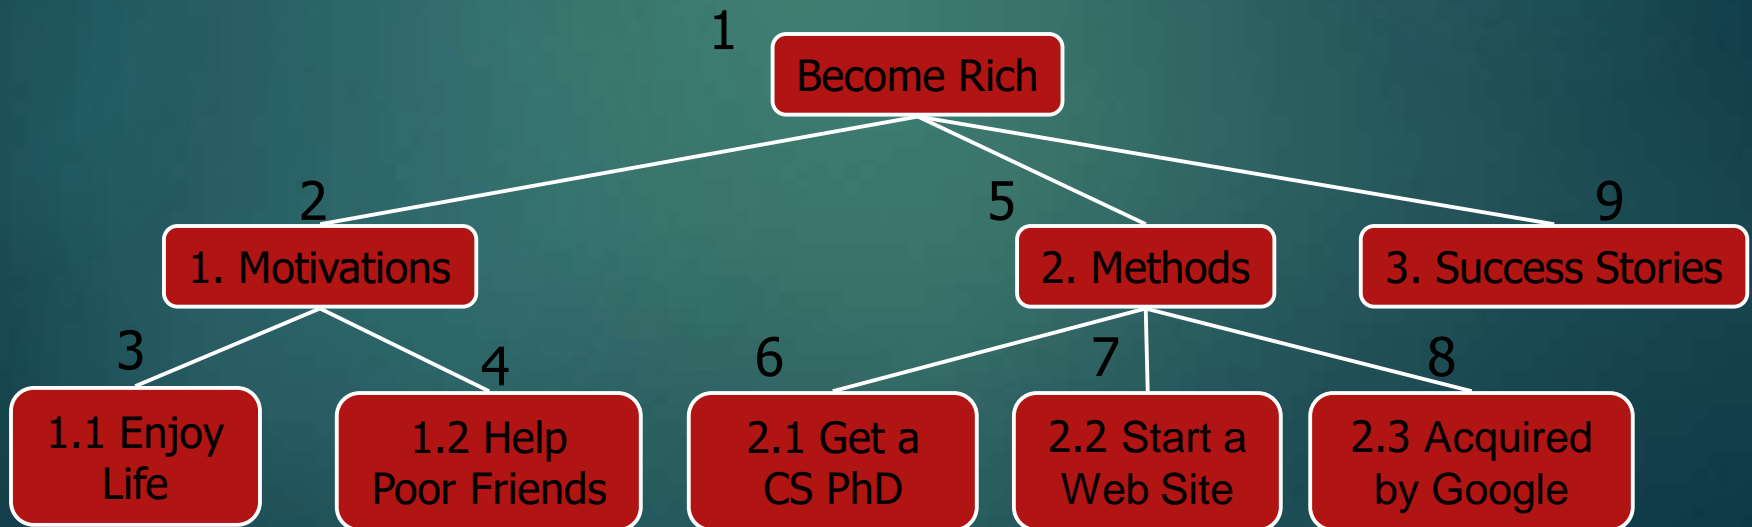 1
Become Rich
2
5
9
1. Motivations
2. Methods
3. Success Stories
3
4
6
7
8
1.1 Enjoy
Life
1.2 Help
Poor Friends
2.1 Get a
CS PhD
2.2 Start a
Web Site
2.3 Acquired
by Google